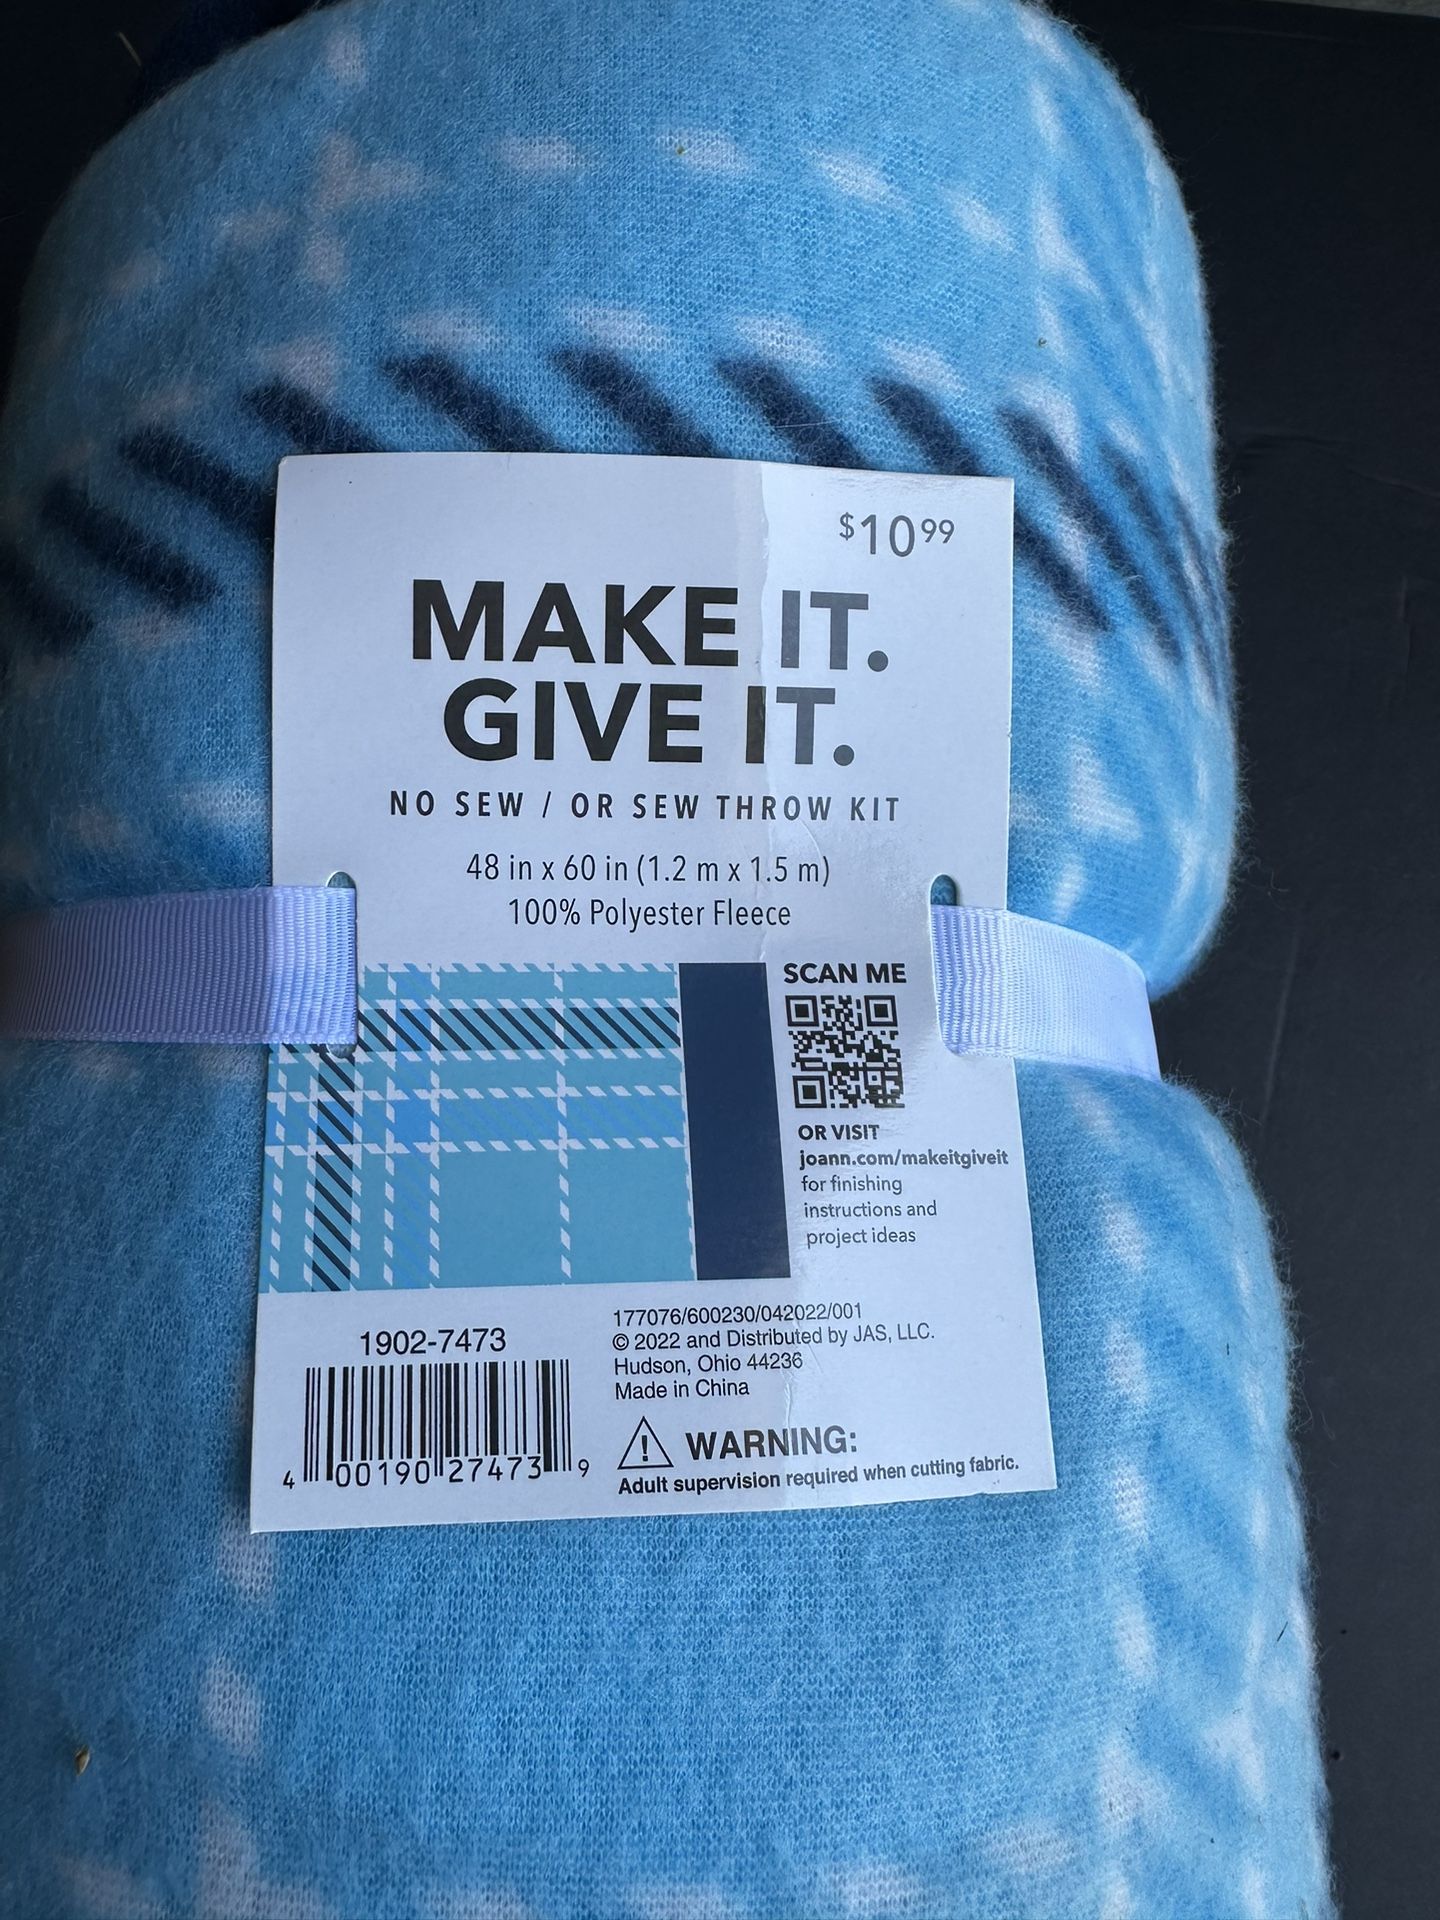 $10.99
MAKE IT.
GIVE IT.
NO SEW / OR SEW THROW KIT
48 in x 60 in (1.2 m x 1.5 m)
100% Polyester Fleece
SCAN ME
OR VISIT
joann.com/makeitgiveit
for finishing
instructions and
project ideas
1902-7473
4 00190 27473 9
177076/600230/042022/001
© 2022 and Distributed by JAS, LLC.
Hudson, Ohio 44236
Made in China
WARNING:
Adult supervision required when cutting fabric.